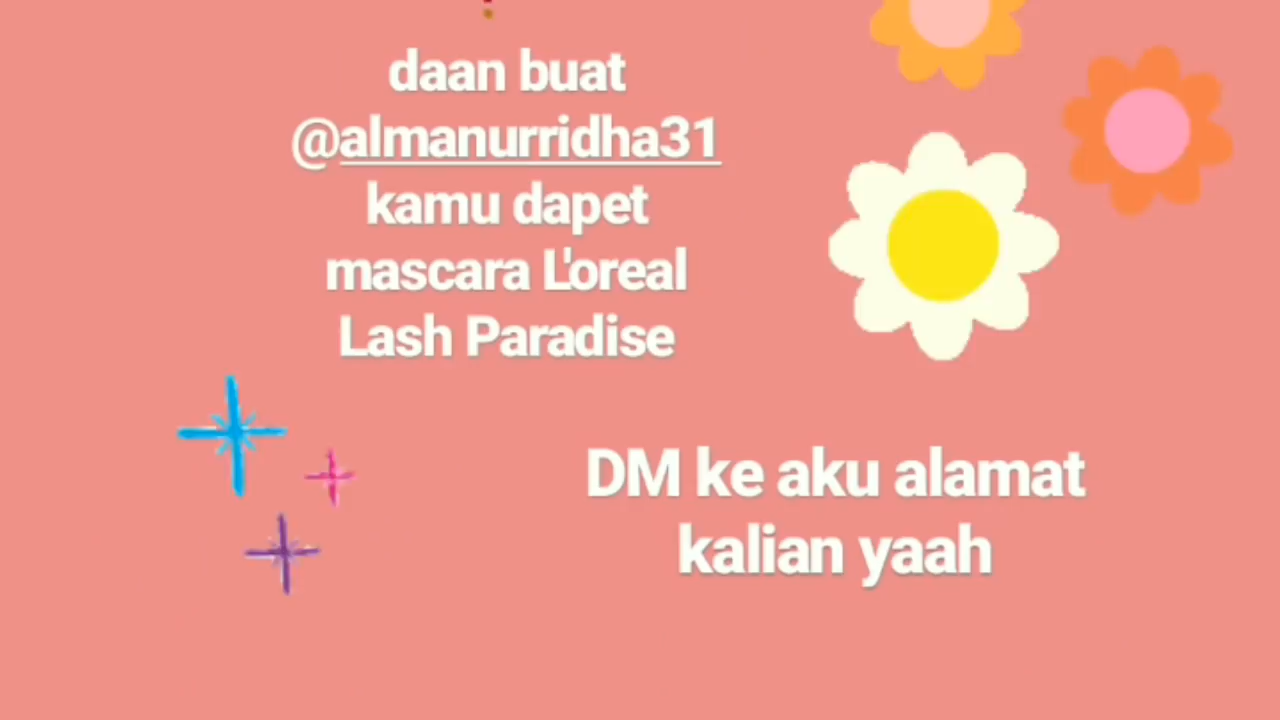 daan buat
@almanurridha31
kamu dapet
mascara L'oreal
Lash Paradise
DM ke aku alamat
kalian yaah